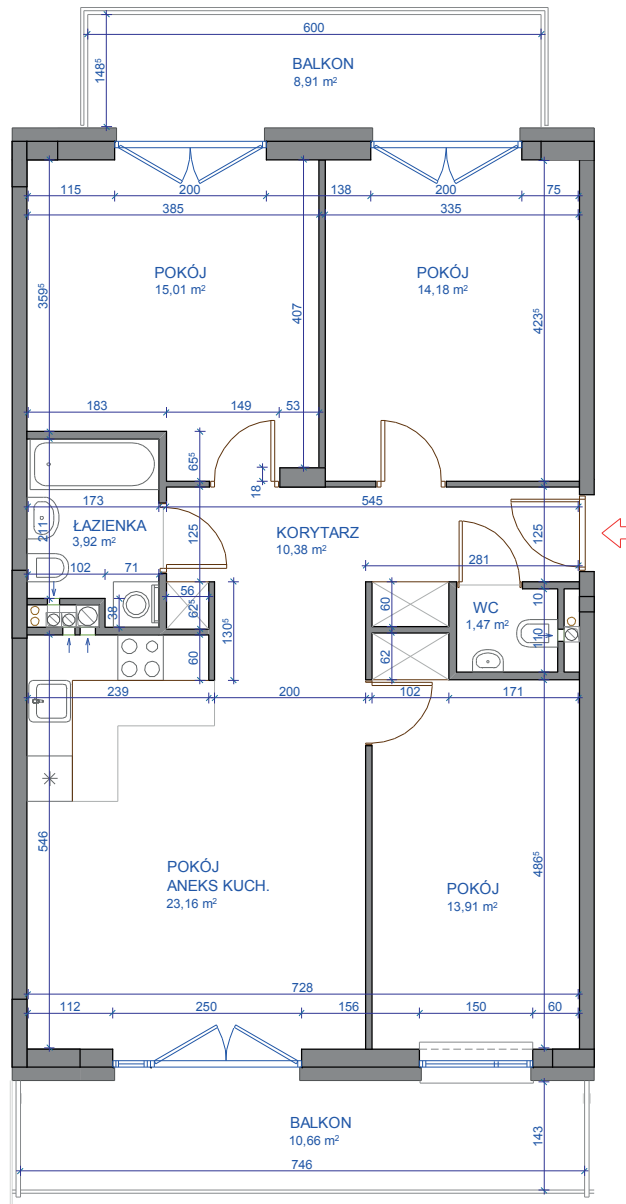 600
148⁵
BALKON
8,91 m²
115
200
138
200
75
385
335
POKÓJ
15,01 m²
POKÓJ
14,18 m²
359⁵
407
423⁵
183
149
53
65⁵
18
173
545
ŁAZIENKA
3,92 m²
211
125
KORYTARZ
10,38 m²
125
281
102
71
56
38
62⁵
130⁵
60
WC
1,47 m²
10
110
60
62
239
200
102
171
546
POKÓJ
ANEKS KUCH.
23,16 m²
POKÓJ
13,91 m²
486⁵
728
112
250
156
150
60
BALKON
10,66 m²
143
746